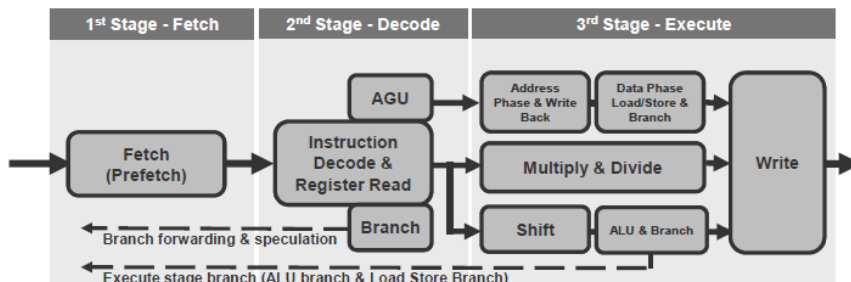 1st Stage - Fetch
2nd Stage - Decode
3rd Stage - Execute
AGU
Address
Phase & Write
Back
Data Phase
Load/Store &
Branch
Fetch
(Prefetch)
Instruction
Decode &
Register Read
Multiply & Divide
Write
Branch
Shift
ALU & Branch
Branch forwarding & speculation
Execute stage branch (ALU branch & Load Store Branch)